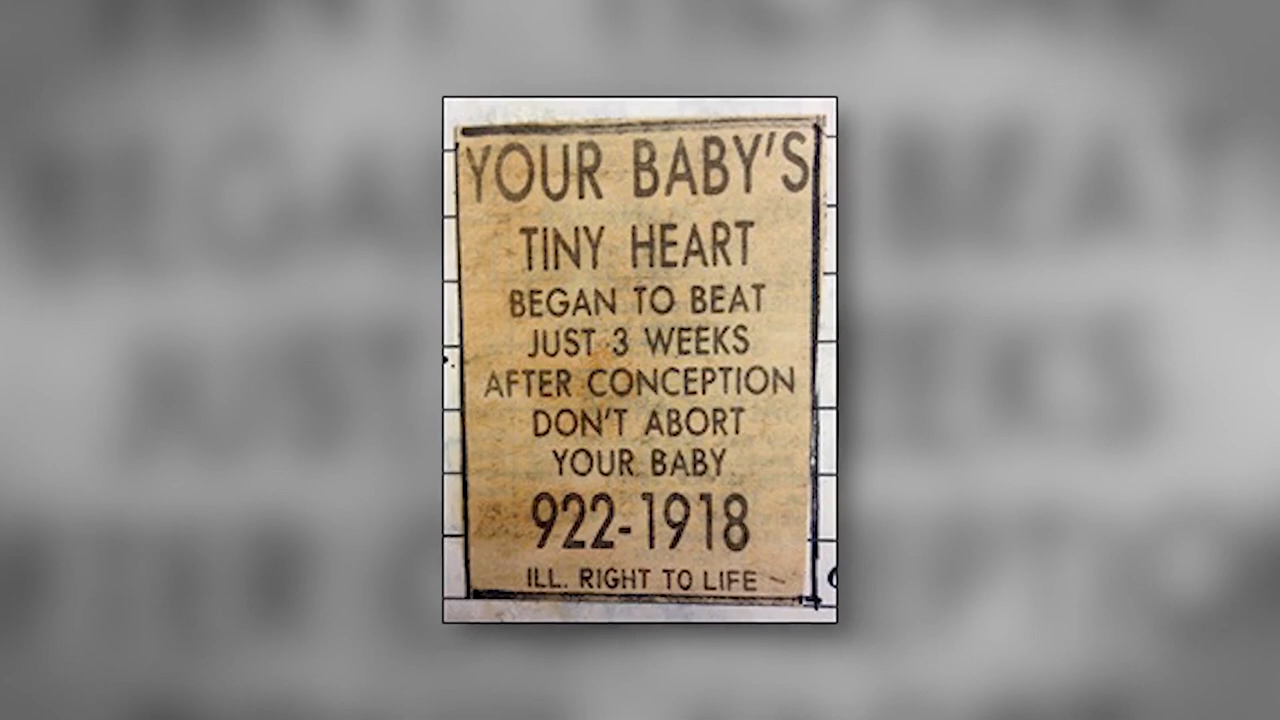 YOUR BABY'S
TINY HEART
BEGAN TO BEAT
JUST 3 WEEKS
AFTER CONCEPTION
DON'T ABORT
YOUR BABY
922-1918
ILL. RIGHT TO LIFE